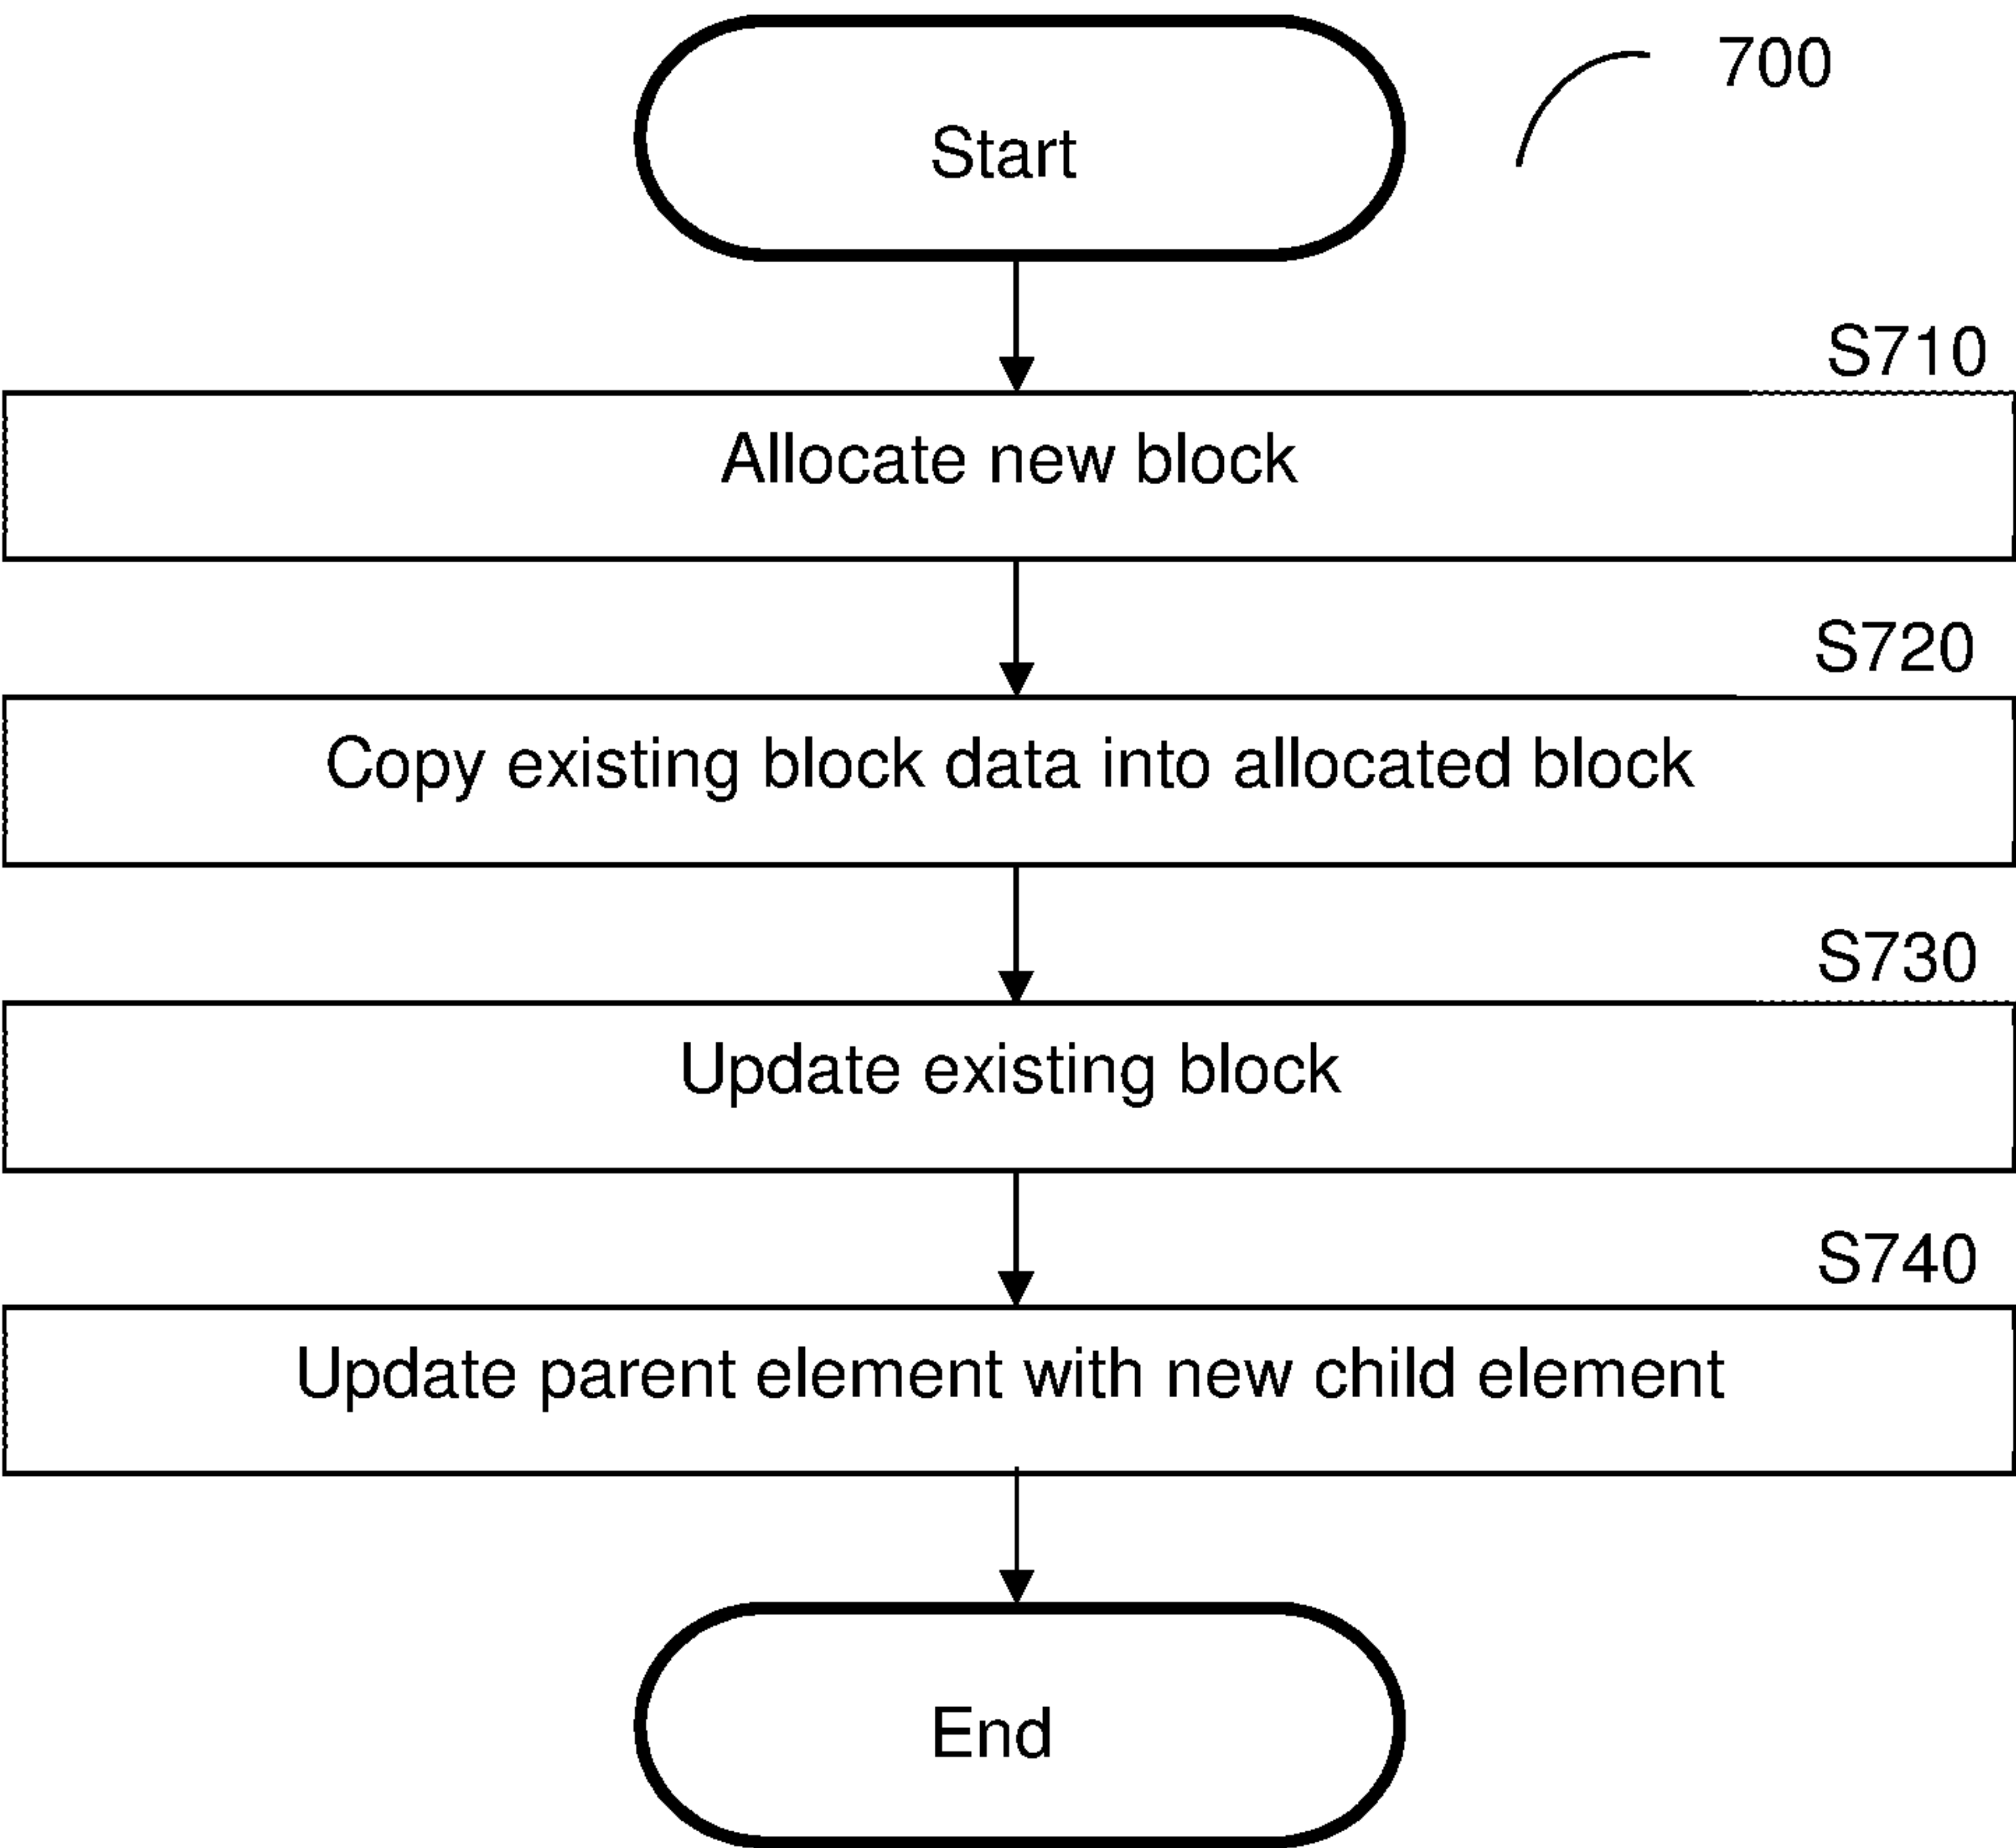 700
Start
S710
Allocate new block
S720
Copy existing block data into allocated block
S730
Update existing block
S740
Update parent element with new child element
End